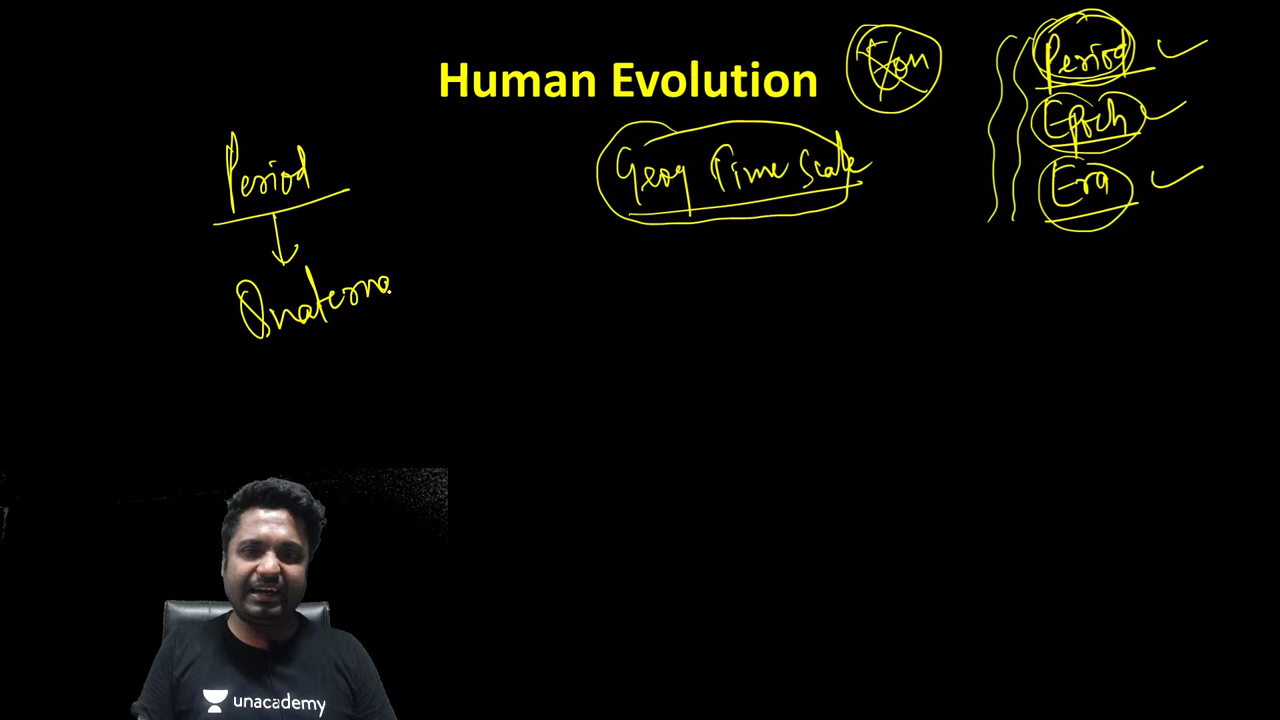 Human Evolution
Eon
Period
Epoch
Era
Geog Time Scale
Period
Quaterna
unacademy